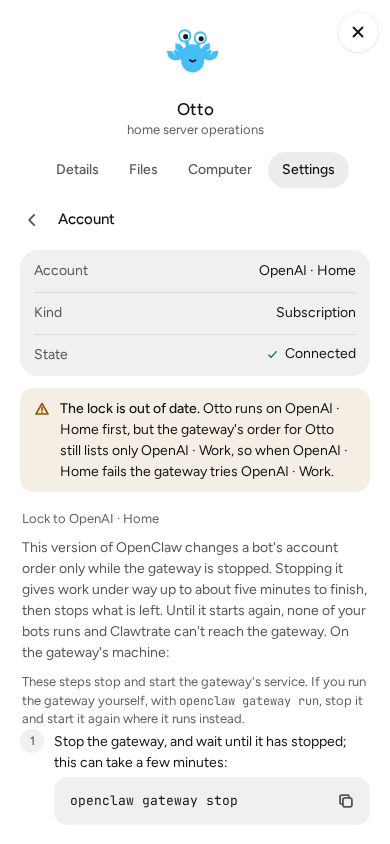 Otto
home server operations
Details Files Computer Settings
Account
Account OpenAI · Home
Kind Subscription
State Connected
The lock is out of date. Otto runs on OpenAI ·
Home first, but the gateway's order for Otto
still lists only OpenAI · Work, so when OpenAI ·
Home fails the gateway tries OpenAI · Work.
Lock to OpenAI · Home
This version of OpenClaw changes a bot's account
order only while the gateway is stopped. Stopping it
gives work under way up to about five minutes to finish,
then stops what is left. Until it starts again, none of your
bots runs and Clawtrate can't reach the gateway. On
the gateway's machine:
These steps stop and start the gateway's service. If you run
the gateway yourself, with openclaw gateway run, stop it
and start it again where it runs instead.
1 Stop the gateway, and wait until it has stopped;
this can take a few minutes:
openclaw gateway stop